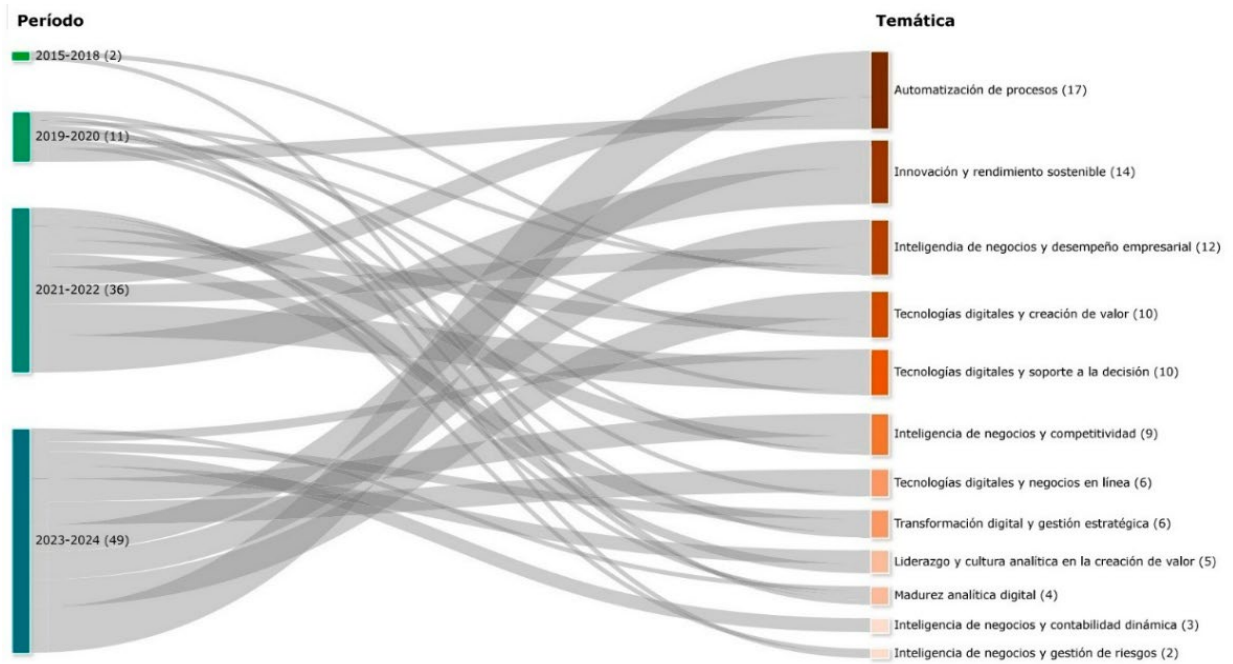 Período
Temática
2015-2018 (2)
2019-2020 (11)
2021-2022 (36)
2023-2024 (49)
Automatización de procesos (17)
Innovación y rendimiento sostenible (14)
Inteligendia de negocios y desempeño empresarial (12)
Tecnologías digitales y creación de valor (10)
Tecnologías digitales y soporte a la decisión (10)
Inteligencia de negocios y competitividad (9)
Tecnologías digitales y negocios en línea (6)
Transformación digital y gestión estratégica (6)
Liderazgo y cultura analítica en la creación de valor (5)
Madurez analítica digital (4)
Inteligencia de negocios y contabilidad dinámica (3)
Inteligencia de negocios y gestión de riesgos (2)